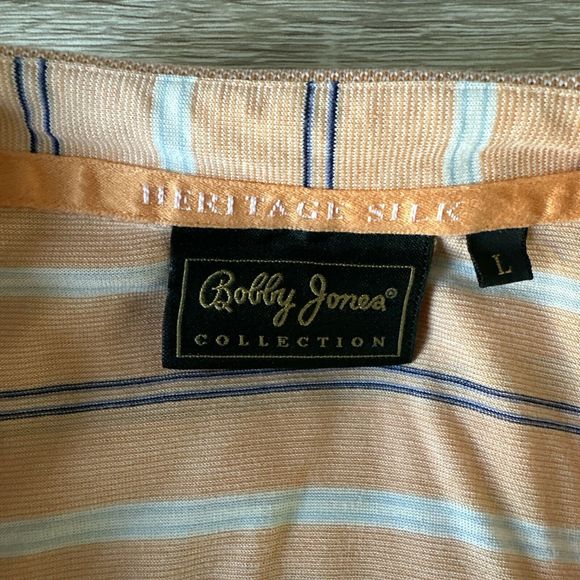 HERITAGE SILK
Bobby Jones®
COLLECTION
L